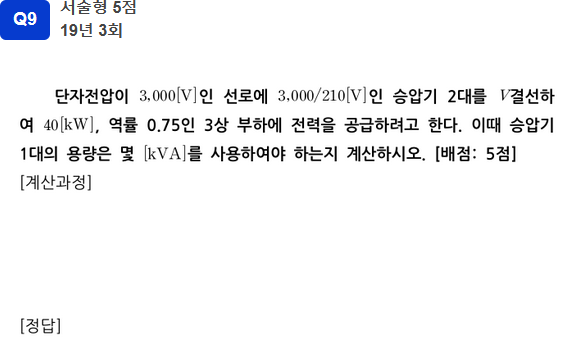 Q9
서술형 5점
19년 3회
단자전압이 3,000[V]인 선로에 3,000/210[V]인 승압기 2대를 V결선하
여 40[kW], 역률 0.75인 3상 부하에 전력을 공급하려고 한다. 이때 승압기
1대의 용량은 몇 [kVA]를 사용하여야 하는지 계산하시오. [배점: 5점]
[계산과정]
[정답]